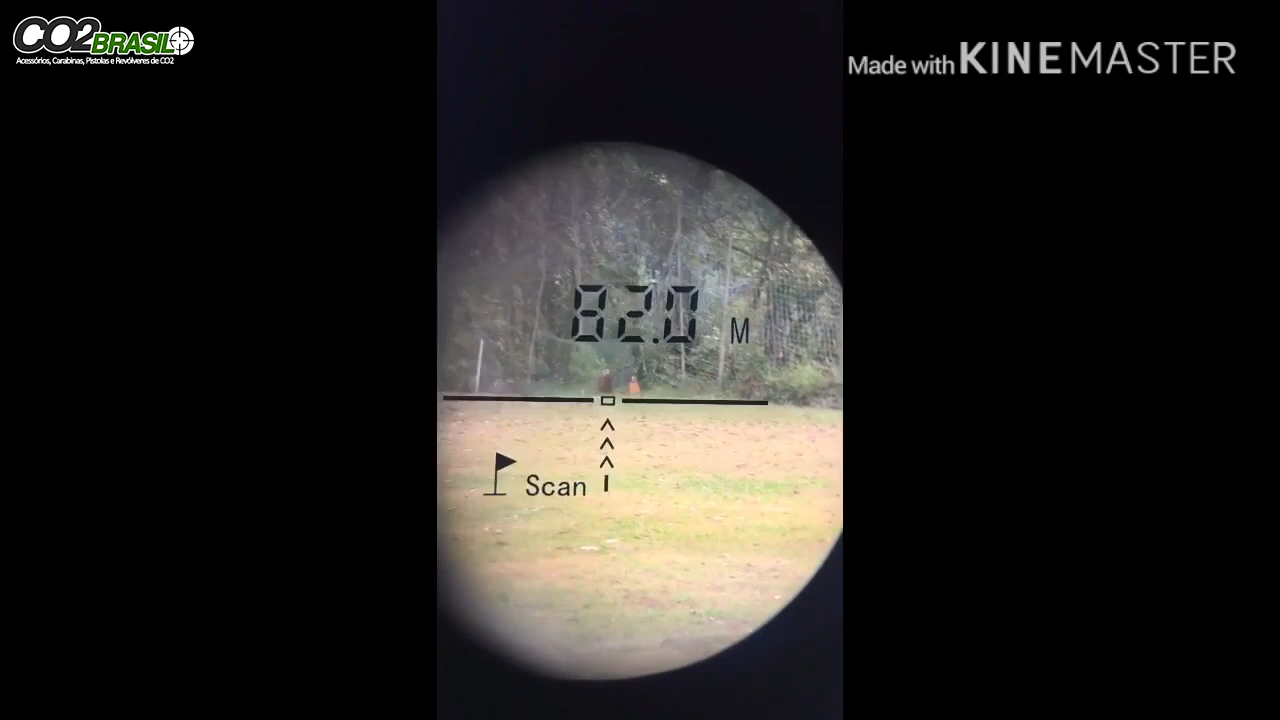 CO2BRASIL
Acessórios, Carabinas, Pistolas e Revólveres de CO2
Made with KINEMASTER
82.0 M
Scan